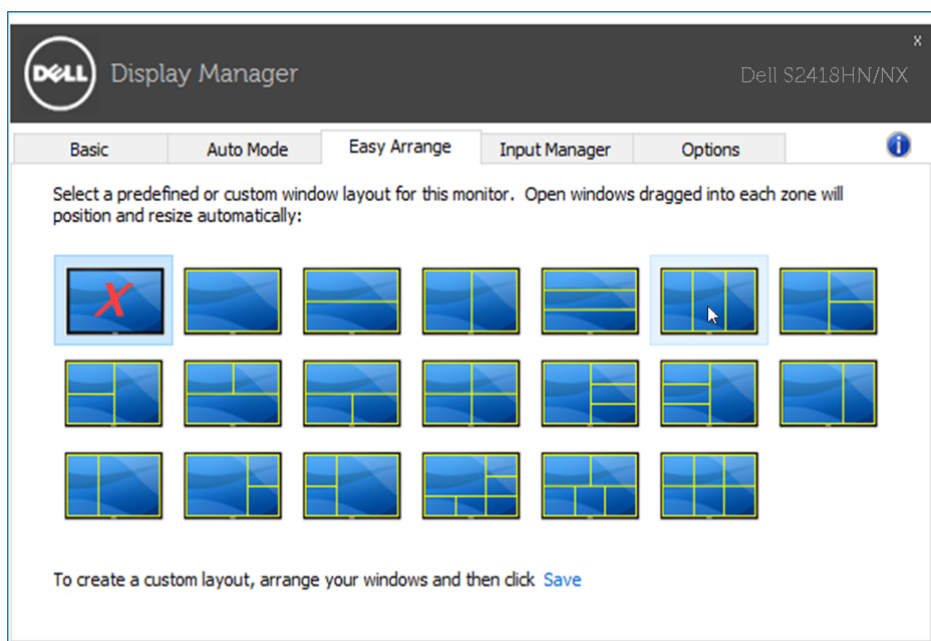 X
DELL Display Manager
Dell S2418HN/NX
Basic Auto Mode Easy Arrange Input Manager Options i
Select a predefined or custom window layout for this monitor. Open windows dragged into each zone will
position and resize automatically:
X
To create a custom layout, arrange your windows and then click Save